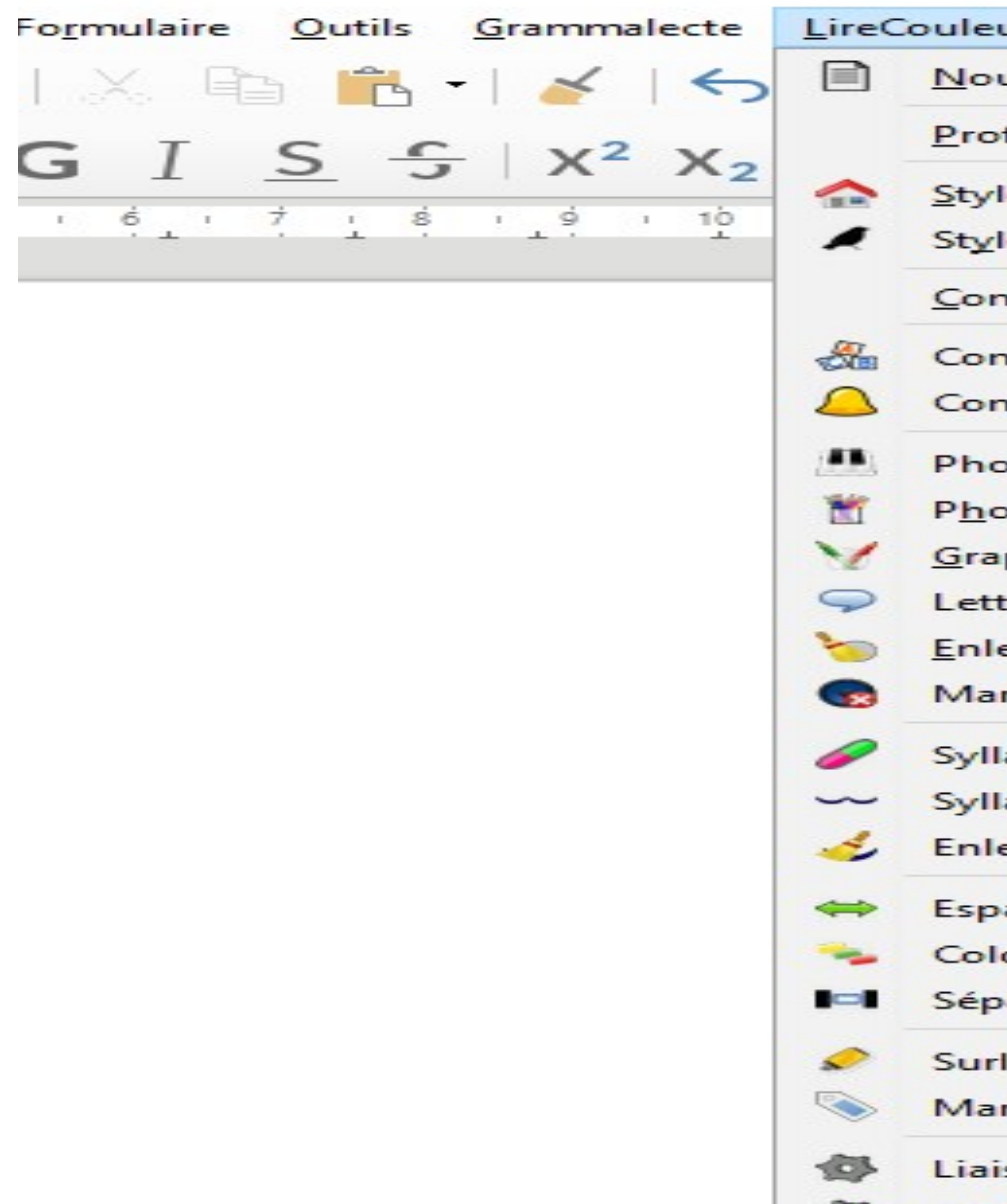 Formulaire Outils Grammalecte LireCouleu
Nou
Prof
G I S S X² X₂
Styl
6 7 8 9 10
Styl
Con
Con
Con
Pho
Pho
Grap
Lett
Enle
Mar
Sylla
Sylla
Enle
Espa
Colo
Sép
Surl
Mar
Liais